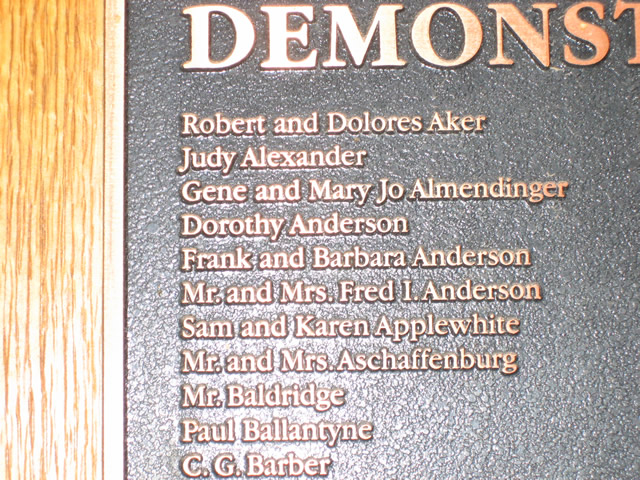 DEMONST
Robert and Dolores Aker
Judy Alexander
Gene and Mary Jo Almendinger
Dorothy Anderson
Frank and Barbara Anderson
Mr. and Mrs. Fred I. Anderson
Sam and Karen Applewhite
Mr. and Mrs. Aschaffenburg
Mr. Baldridge
Paul Ballantyne
C. G. Barber